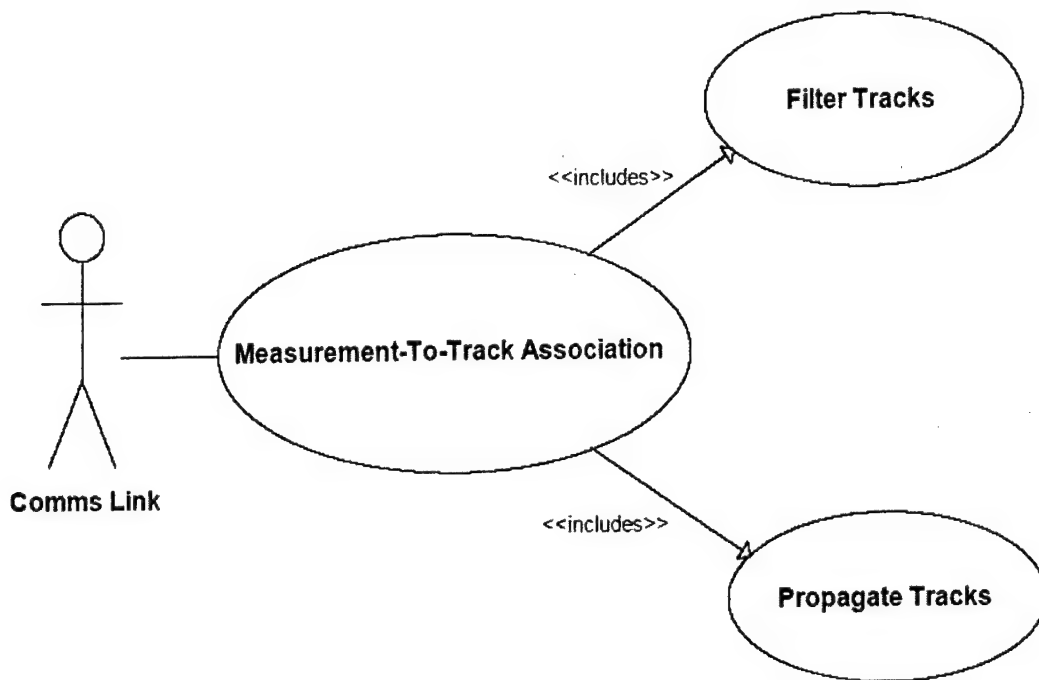 Filter Tracks
<<includes>>
Measurement-To-Track Association
Comms Link
<<includes>>
Propagate Tracks